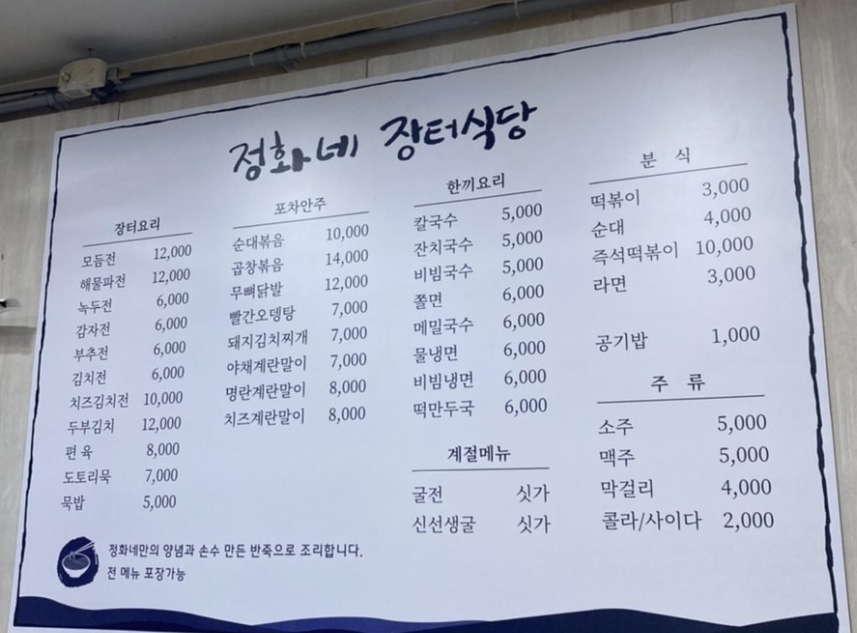 정화네 장터식당
장터요리
모듬전 12,000
해물파전 12,000
녹두전 6,000
감자전 6,000
부추전 6,000
김치전 6,000
치즈김치전 10,000
두부김치 12,000
편육 8,000
도토리묵 7,000
묵밥 5,000
포차안주
순대볶음 10,000
곱창볶음 14,000
무뼈닭발 12,000
빨간오뎅탕 7,000
돼지김치찌개 7,000
야채계란말이 7,000
명란계란말이 8,000
치즈계란말이 8,000
한끼요리
칼국수 5,000
잔치국수 5,000
비빔국수 5,000
쫄면 6,000
메밀국수 6,000
물냉면 6,000
비빔냉면 6,000
떡만두국 6,000
계절메뉴
굴전 싯가
신선생굴 싯가
분 식
떡볶이 3,000
순대 4,000
즉석떡볶이 10,000
라면 3,000
공기밥 1,000
주 류
소주 5,000
맥주 5,000
막걸리 4,000
콜라/사이다 2,000
정화네만의 양념과 손수 만든 반죽으로 조리합니다.
전 메뉴 포장가능